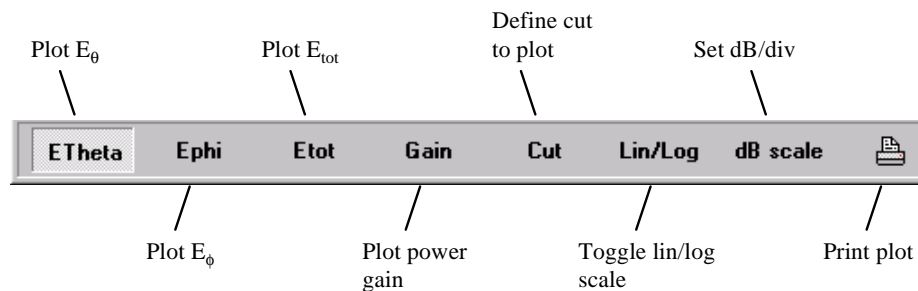 Define cut
to plot
Plot Eθ
Plot Etot
Set dB/div
ETheta Ephi Etot Gain Cut Lin/Log dB scale
Plot Eϕ
Plot power
gain
Toggle lin/log
scale
Print plot